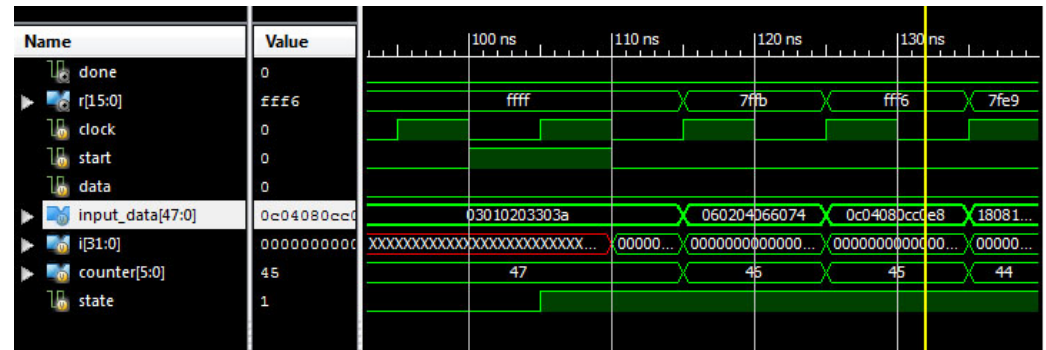 Name Value 100 ns 110 ns 120 ns 130 ns
done 0
r[15:0] fff6 ffff 7ffb fff6 7fe9
clock 0
start 0
data 0
input_data[47:0] 0c04080cc0 03010203303a 060204066074 0c04080cc0e8 18081...
i[31:0] 0000000000 XXXXXXXXXXXXXXXXXXXXXXXXX... 00000... 0000000000000... 0000000000000... 00000...
counter[5:0] 45 47 46 45 44
state 1